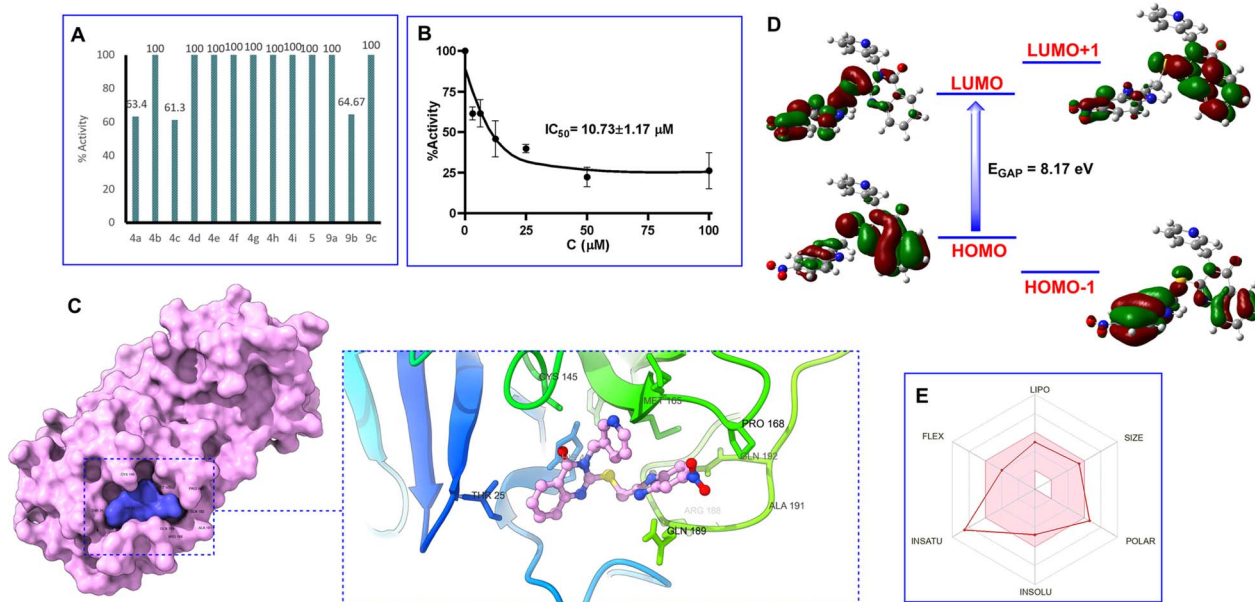 A
100
80
60
40
20
0
% Activity
63.4
100
61.3
100
100
100
100
100
100
100
100
64.67
100
4a
4b
4c
4d
4e
4f
4g
4h
4i
5
9a
9b
9c
B
100
75
50
25
0
%Activity
IC50= 10.73±1.17 µM
0
25
50
75
100
C (µM)
D
LUMO+1
LUMO
EGAP = 8.17 eV
HOMO
HOMO-1
C
CYS 145
MET 165
PRO 168
GLN 192
THR 25
ARG 188
ALA 191
GLN 189
E
LIPO
FLEX
SIZE
INSATU
POLAR
INSOLU